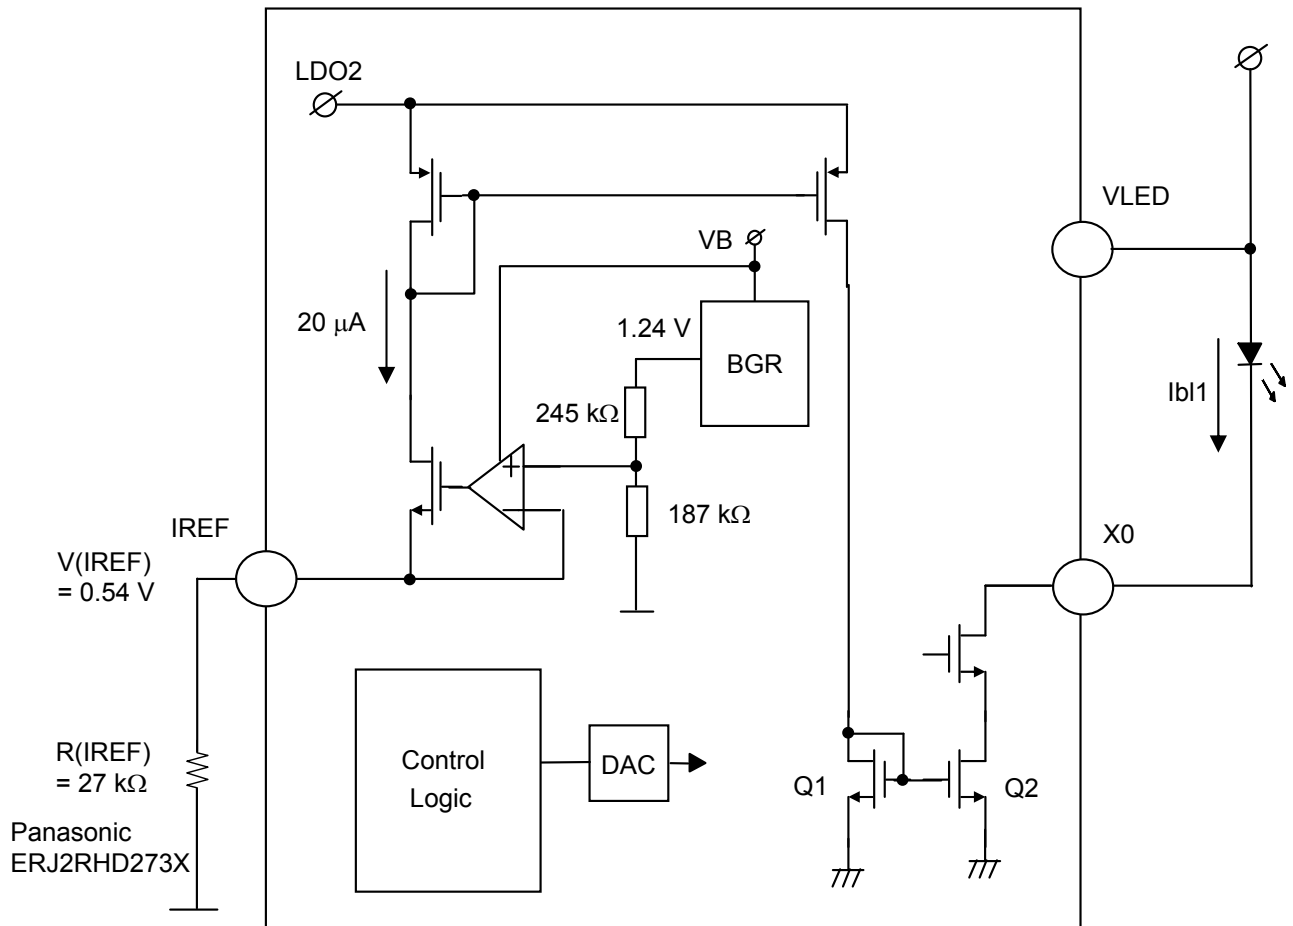 LDO2
VLED
VB
20 μA
1.24 V
BGR
Ibl1
245 kΩ
+
187 kΩ
IREF
X0
V(IREF)
= 0.54 V
R(IREF)
= 27 kΩ
Control
Logic
DAC
Q1
Q2
Panasonic
ERJ2RHD273X